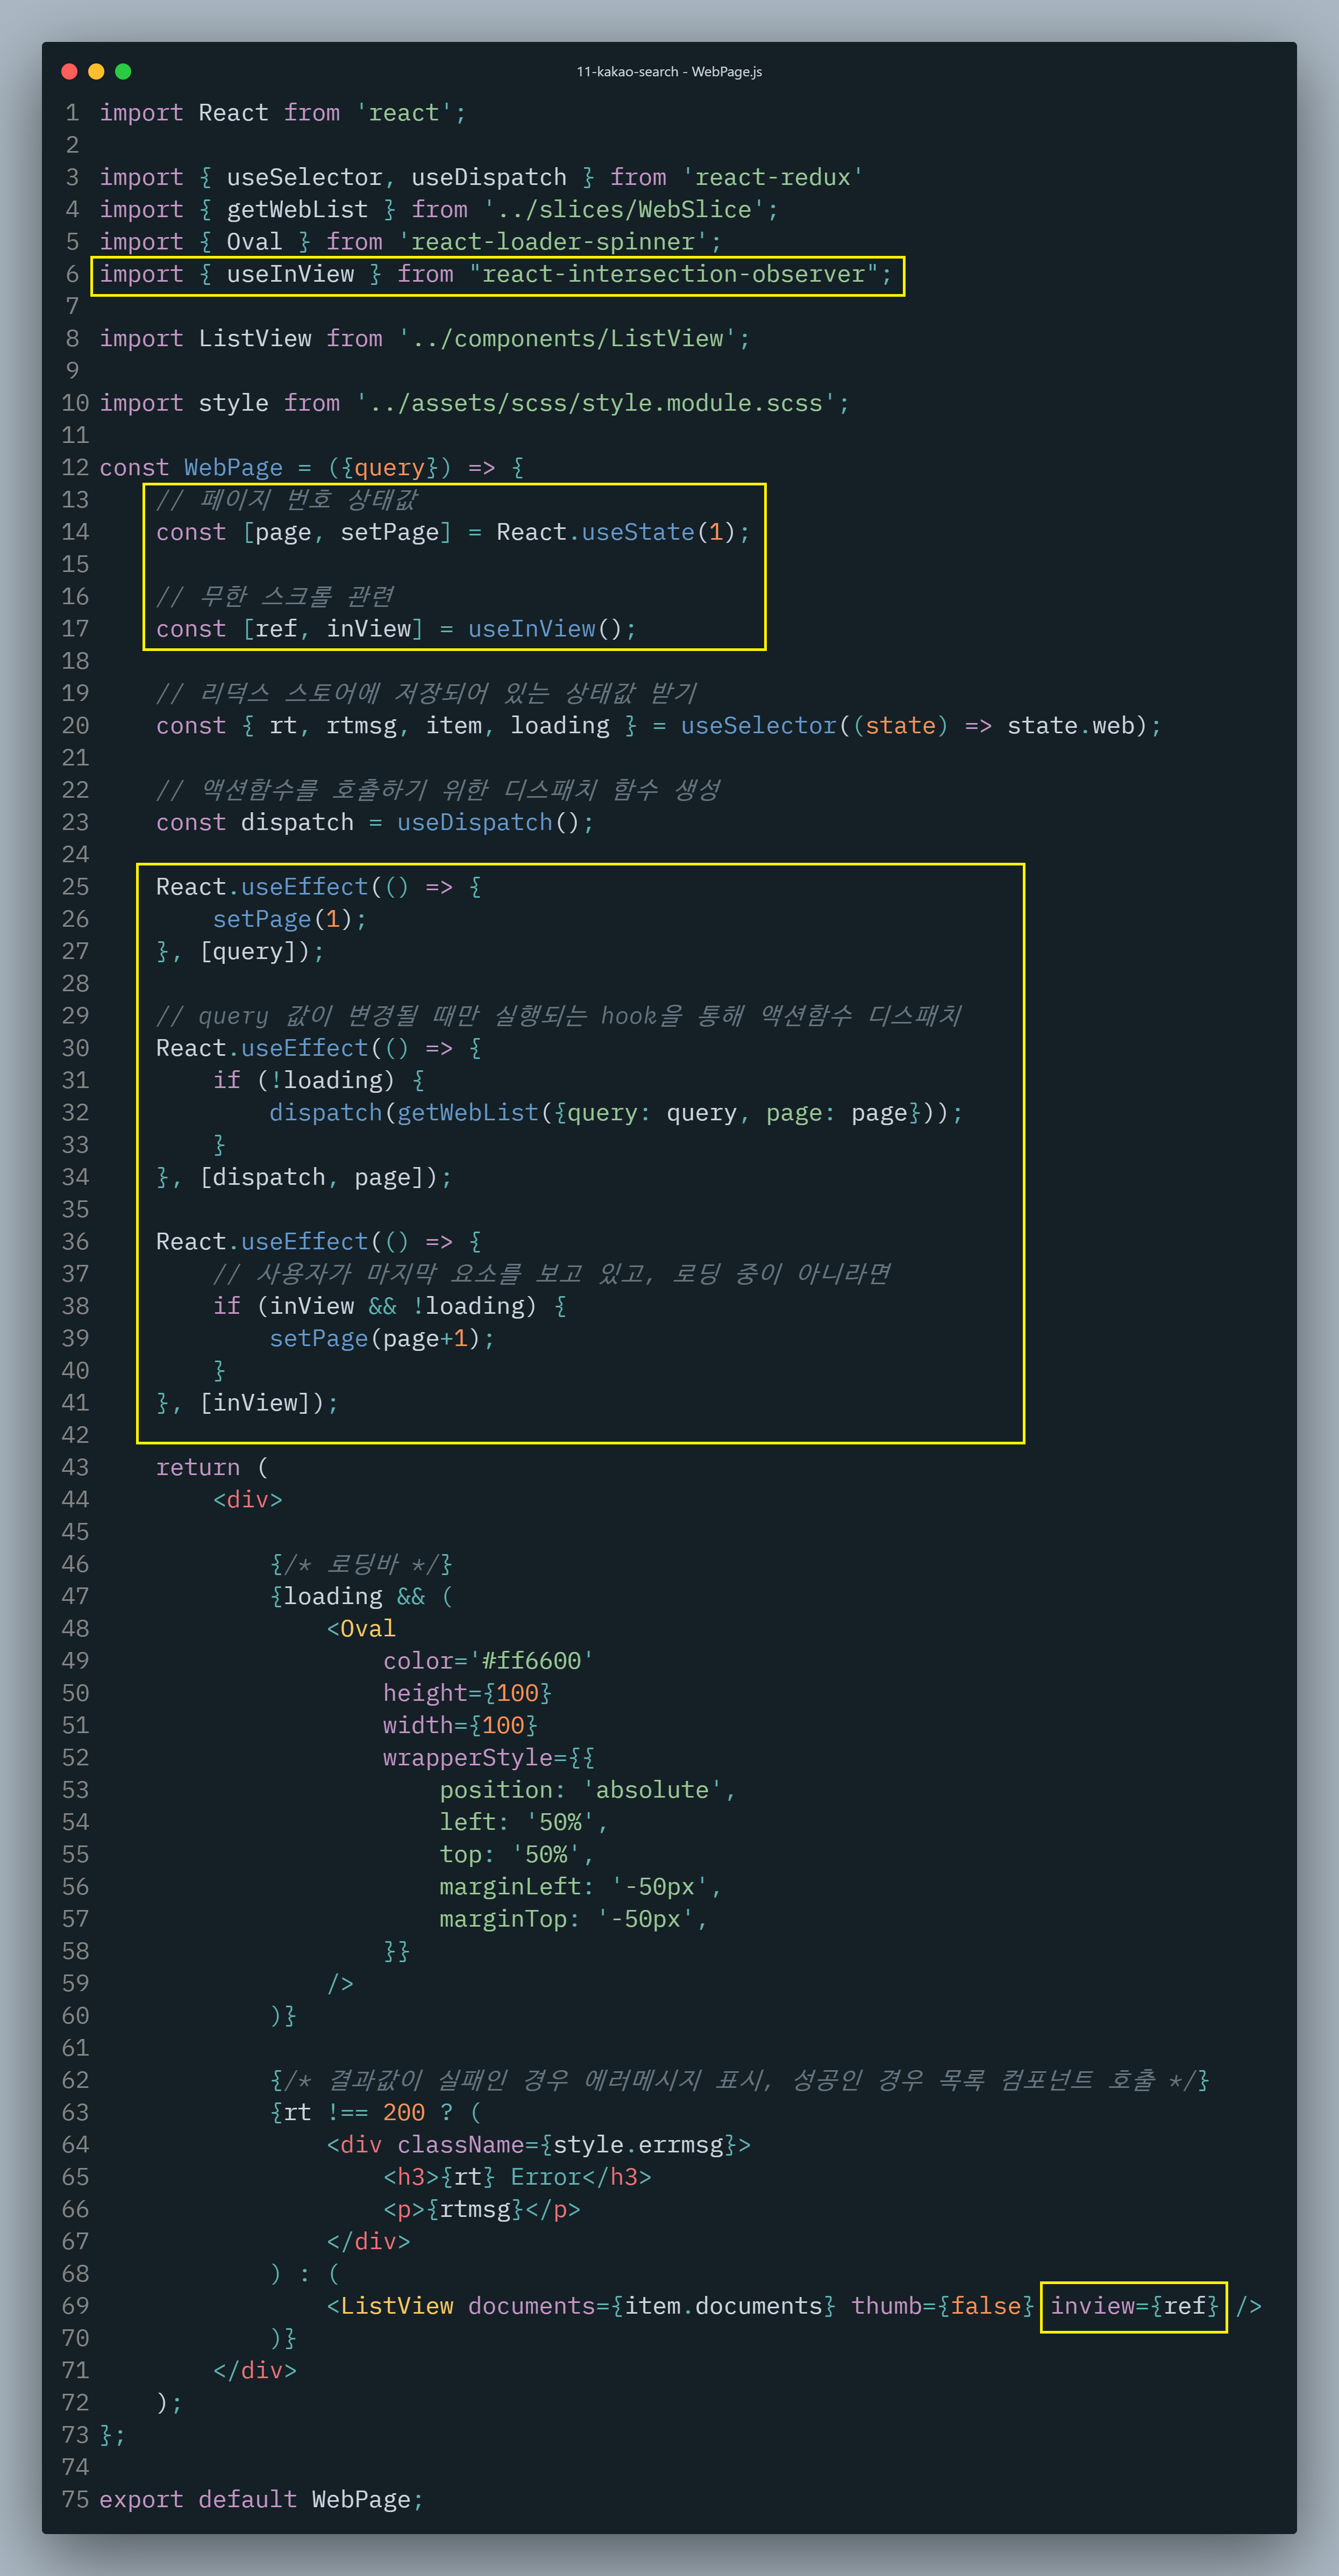 11-kakao-search - WebPage.js
1 import React from 'react';
2
3 import { useSelector, useDispatch } from 'react-redux'
4 import { getWebList } from '../slices/WebSlice';
5 import { Oval } from 'react-loader-spinner';
6 import { useInView } from "react-intersection-observer";
7
8 import ListView from '../components/ListView';
9
10 import style from '../assets/scss/style.module.scss';
11
12 const WebPage = ({query}) => {
13     // 페이지 번호 상태값
14     const [page, setPage] = React.useState(1);
15
16     // 무한 스크롤 관련
17     const [ref, inView] = useInView();
18
19     // 리덕스 스토어에 저장되어 있는 상태값 받기
20     const { rt, rtmsg, item, loading } = useSelector((state) => state.web);
21
22     // 액션함수를 호출하기 위한 디스패치 함수 생성
23     const dispatch = useDispatch();
24
25     React.useEffect(() => {
26         setPage(1);
27     }, [query]);
28
29     // query 값이 변경될 때만 실행되는 hook을 통해 액션함수 디스패치
30     React.useEffect(() => {
31         if (!loading) {
32             dispatch(getWebList({query: query, page: page}));
33         }
34     }, [dispatch, page]);
35
36     React.useEffect(() => {
37         // 사용자가 마지막 요소를 보고 있고, 로딩 중이 아니라면
38         if (inView && !loading) {
39             setPage(page+1);
40         }
41     }, [inView]);
42
43     return (
44         <div>
45
46             {/* 로딩바 */}
47             {loading && (
48                 <Oval
49                     color='#ff6600'
50                     height={100}
51                     width={100}
52                     wrapperStyle={{
53                         position: 'absolute',
54                         left: '50%',
55                         top: '50%',
56                         marginLeft: '-50px',
57                         marginTop: '-50px',
58                     }}
59                 />
60             )}
61
62             {/* 결과값이 실패인 경우 에러메시지 표시, 성공인 경우 목록 컴포넌트 호출 */}
63             {rt !== 200 ? (
64                 <div className={style.errmsg}>
65                     <h3>{rt} Error</h3>
66                     <p>{rtmsg}</p>
67                 </div>
68             ) : (
69                 <ListView documents={item.documents} thumb={false} inview={ref} />
70             )}
71         </div>
72     );
73 };
74
75 export default WebPage;